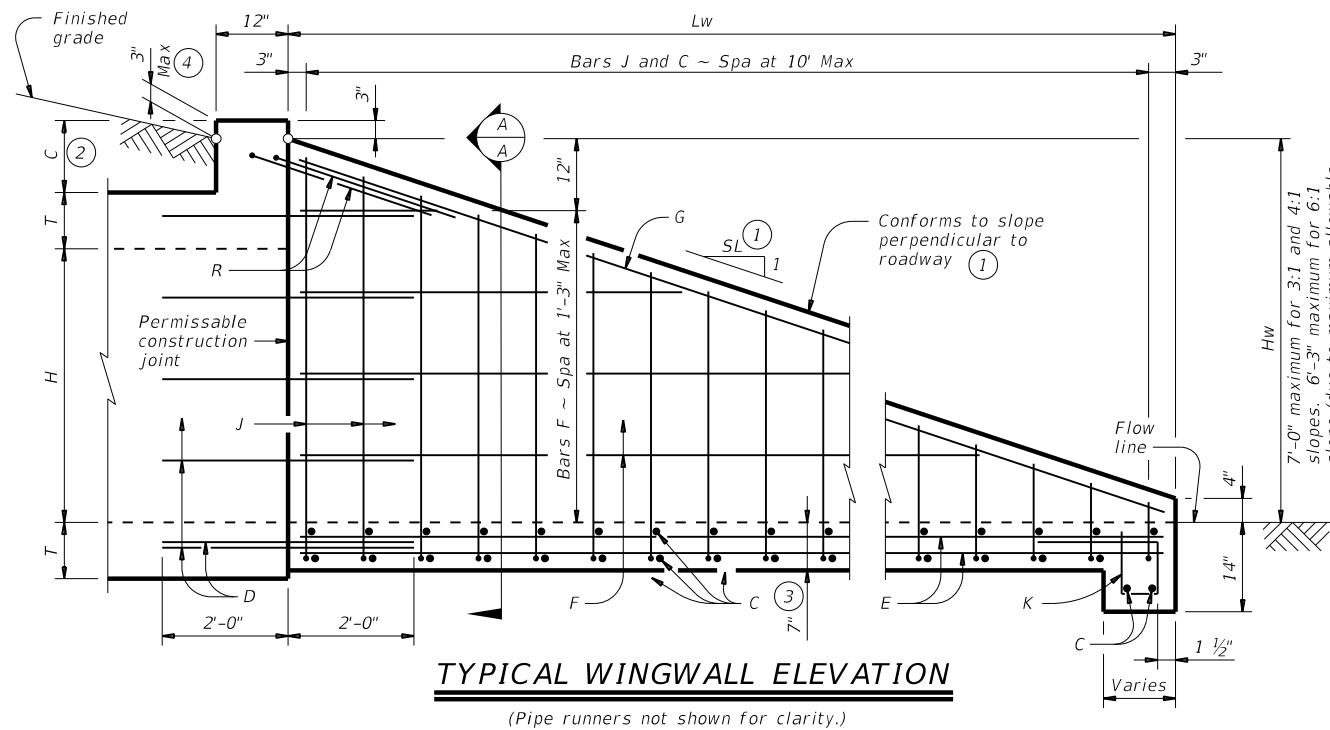 Finished
grade
12"
Lw
3"
Max
4
3"
Bars J and C ~ Spa at 10' Max
3"
3"
C
2
A
A
12"
T
G
SL
1
1
Conforms to slope
perpendicular to
roadway
1
R
Permissable
construction
joint
H
Bars F ~ Spa at 1'-3" Max
Hw
7'-0" maximum for 3:1 and 4:1
slopes. 6'-3" maximum for 6:1
J
Flow
line
4"
T
14"
D
F
C
3
7"
E
K
C
2'-0"
2'-0"
1 ½"
Varies
TYPICAL WINGWALL ELEVATION
(Pipe runners not shown for clarity.)